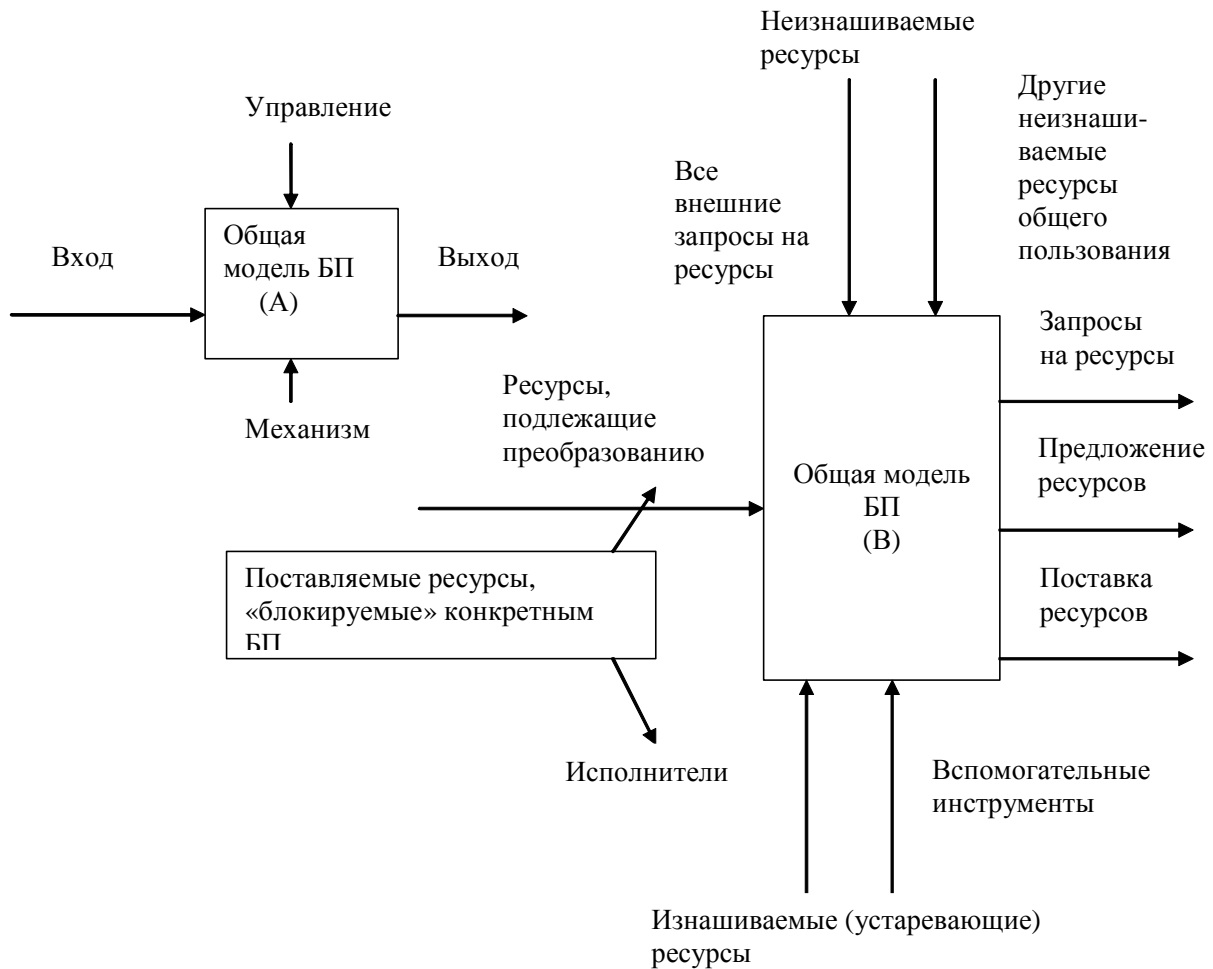 Неизнашиваемые
ресурсы
Управление
Другие
неизнаши-
ваемые
ресурсы
общего
пользования
Все
внешние
запросы на
ресурсы
Вход
Общая
модель БП
(А)
Выход
Механизм
Запросы
на ресурсы
Ресурсы,
подлежащие
преобразованию
Предложение
ресурсов
Общая модель
БП
(В)
Поставляемые ресурсы,
«блокируемые» конкретным
БП
Поставка
ресурсов
Исполнители
Вспомогательные
инструменты
Изнашиваемые (устаревающие)
ресурсы